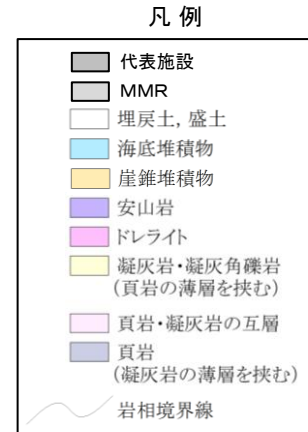 凡 例
代表施設
MMR
埋戻土, 盛土
海底堆積物
崖錐堆積物
安山岩
ドレライト
凝灰岩・凝灰角礫岩
(頁岩の薄層を挟む)
頁岩・凝灰岩の互層
頁岩
(凝灰岩の薄層を挟む)
岩相境界線